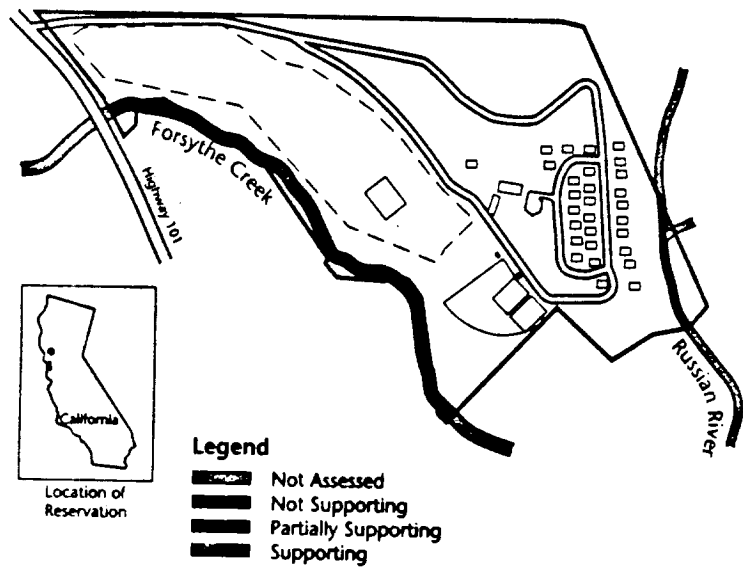 Forsythe Creek
Highway 101
Russian River
California
Location of
Reservation
Legend
Not Assessed
Not Supporting
Partially Supporting
Supporting